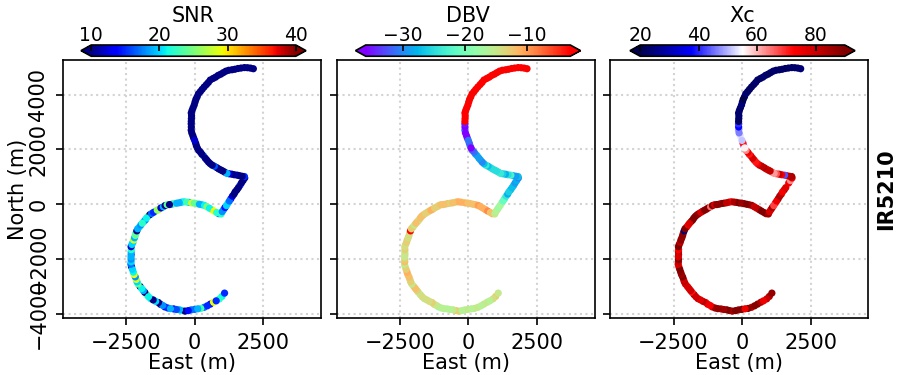 SNR DBV Xc
10 20 30 40 −30 −20 −10 20 40 60 80
4000
2000
0
−2000
−4000
North (m)
IR5210
−2500 0 2500 −2500 0 2500 −2500 0 2500
East (m) East (m) East (m)